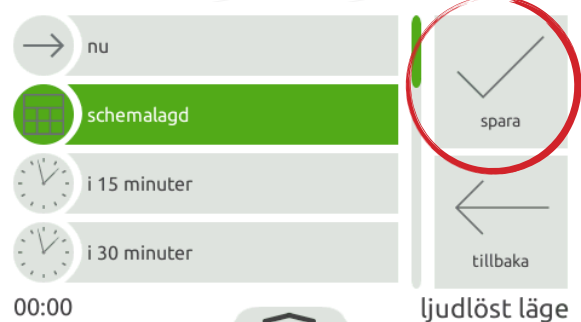 nu
schemalagd
i 15 minuter
i 30 minuter
spara
tillbaka
00:00
ljudlöst läge